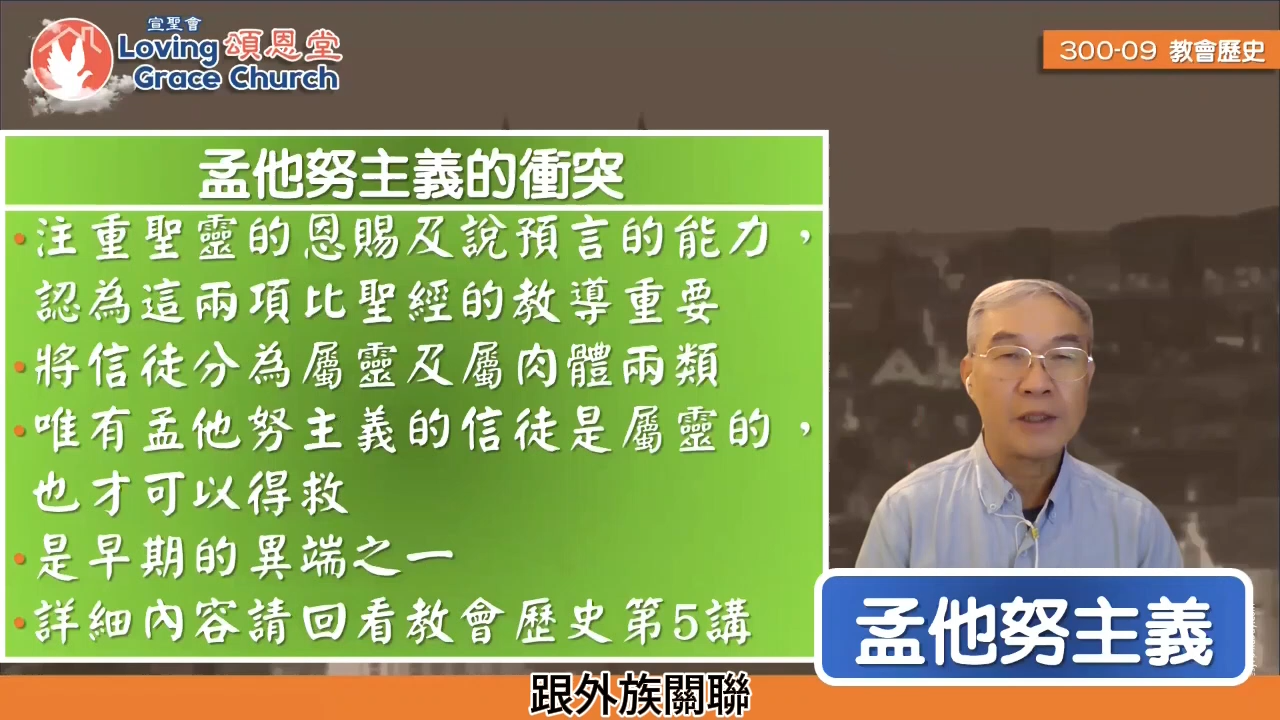 宣聖會
Loving 頌恩堂
Grace Church
300-09 教會歷史
孟他努主義的衝突
•注重聖靈的恩賜及說預言的能力，
認為這兩項比聖經的教導重要
•將信徒分為屬靈及屬肉體兩類
•唯有孟他努主義的信徒是屬靈的，
也才可以得救
•是早期的異端之一
•詳細內容請回看教會歷史第5講
孟他努主義
跟外族關聯